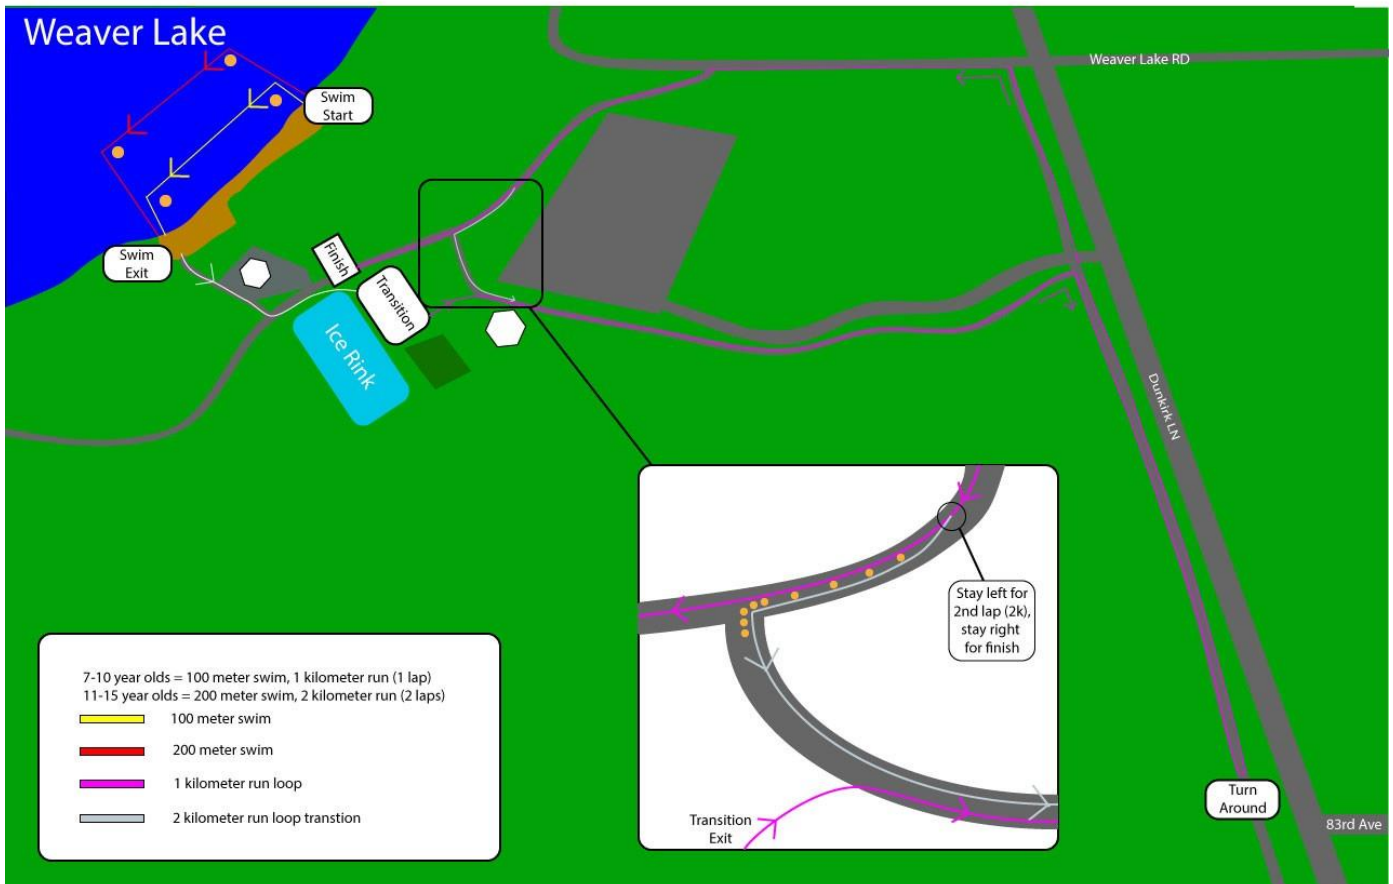 Weaver Lake
Weaver Lake RD
Swim
Start
Swim
Exit
Finish
Transition
Ice Rink
Dunkirk LN
Stay left for
2nd lap (2k),
stay right
for finish
Transition
Exit
Turn
Around
83rd Ave
7-10 year olds = 100 meter swim, 1 kilometer run (1 lap)
11-15 year olds = 200 meter swim, 2 kilometer run (2 laps)
100 meter swim
200 meter swim
1 kilometer run loop
2 kilometer run loop transtion